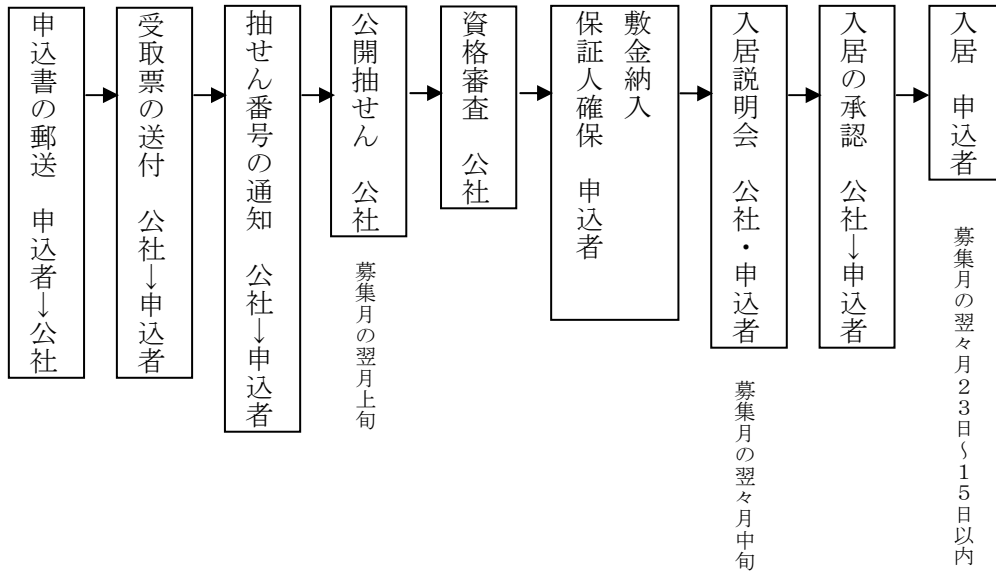 申込書の郵送　申込者→公社
受取票の送付　公社→申込者
抽せん番号の通知　公社→申込者
公開抽せん　公社
募集月の翌月上旬
資格審査　公社
敷金納入
保証人確保　申込者
入居説明会　公社・申込者
募集月の翌々月中旬
入居の承認　公社→申込者
入居　申込者
募集月の翌々月２３日～１５日以内